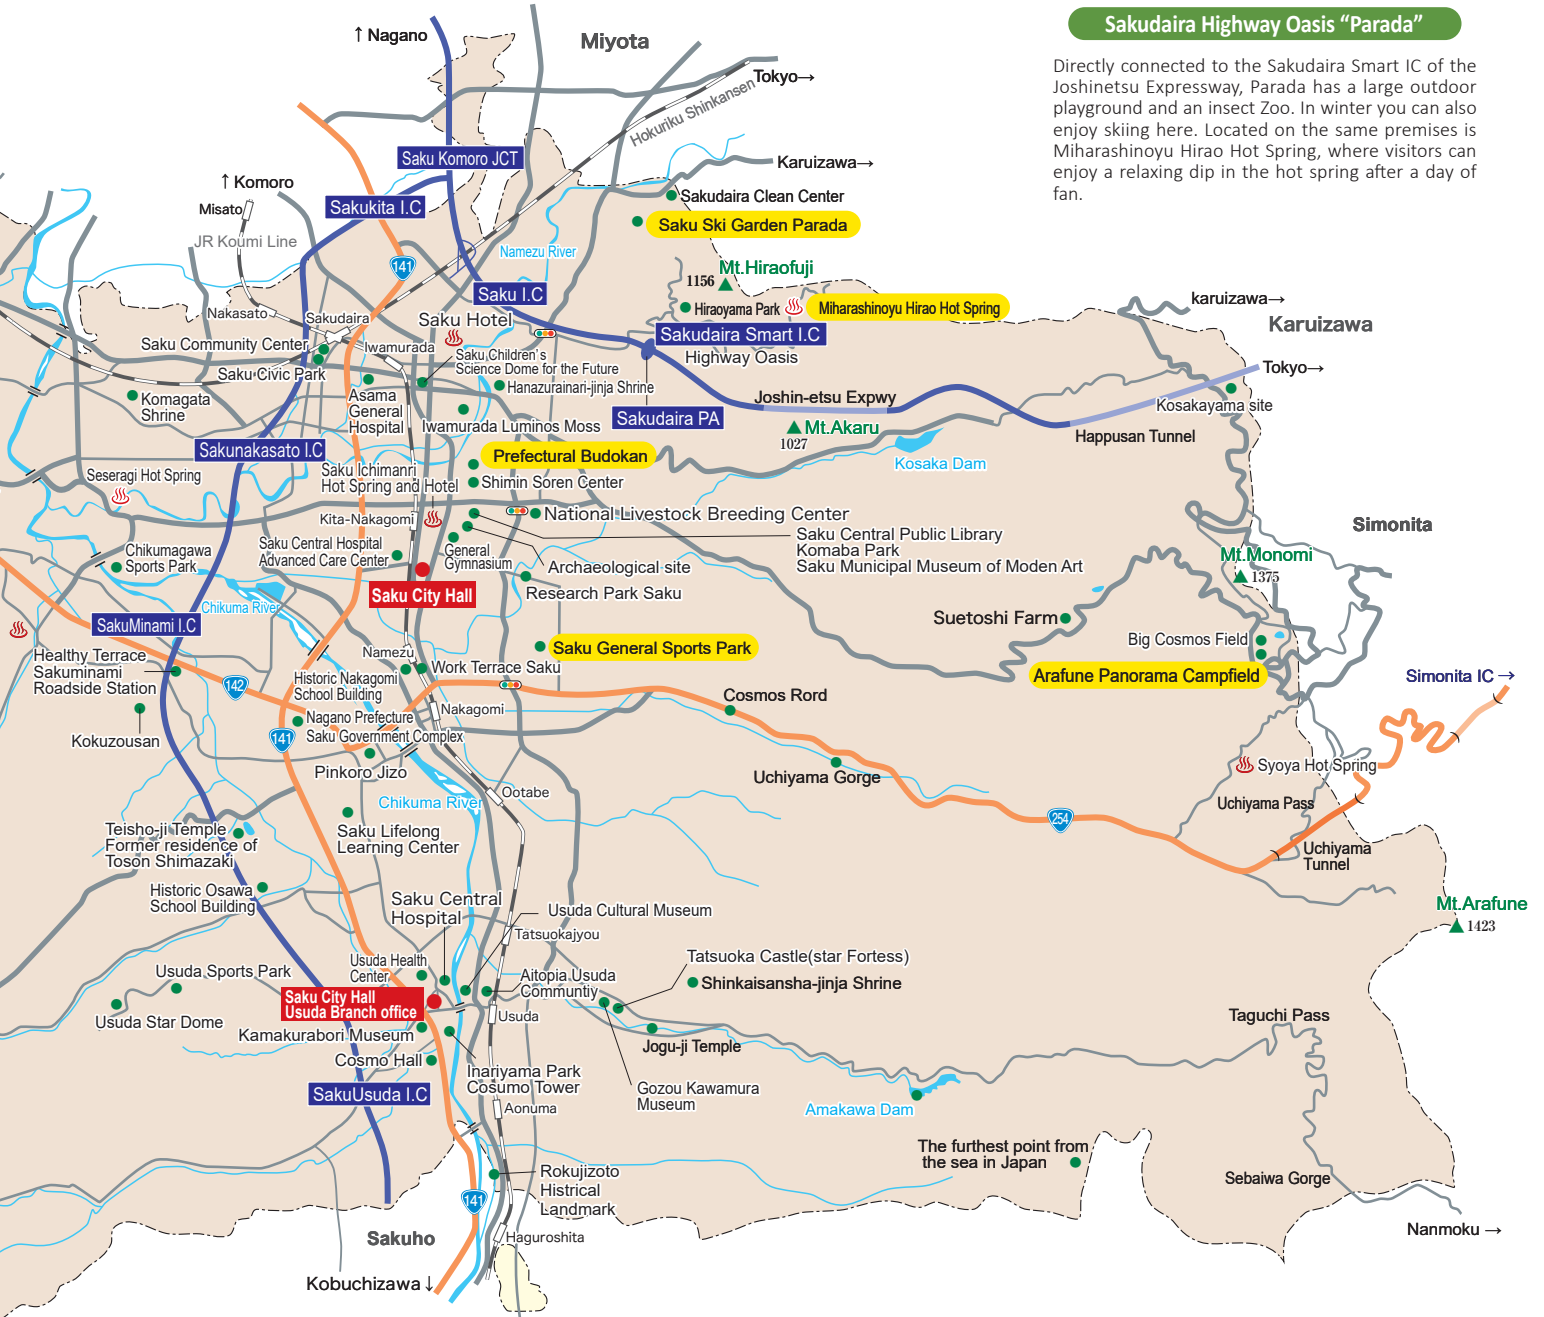 Sakudaira Highway Oasis “Parada”
Directly connected to the Sakudaira Smart IC of the
Joshinetsu Expressway, Parada has a large outdoor
playground and an insect Zoo. In winter you can also
enjoy skiing here. Located on the same premises is
Miharashinoyu Hirao Hot Spring, where visitors can
enjoy a relaxing dip in the hot spring after a day of
fan.
↑ Nagano
Miyota
Tokyo→
Hokuriku Shinkansen
Saku Komoro JCT
Karuizawa→
↑ Komoro
Misato
Sakukita I.C
Sakudaira Clean Center
Saku Ski Garden Parada
JR Koumi Line
Namezu River
141
Mt.Hiraofuji
1156
Saku I.C
Hiraoyama Park
Miharashinoyu Hirao Hot Spring
karuizawa→
Karuizawa
Nakasato
Sakudaira
Saku Hotel
Sakudaira Smart I.C
Highway Oasis
Saku Community Center
Iwamurada
Saku Children's
Science Dome for the Future
Saku Civic Park
Tokyo→
Hanazurainari-jinja Shrine
Komagata
Shrine
Asama
General
Hospital
Joshin-etsu Expwy
Kosakayama site
Sakudaira PA
Iwamurada Luminos Moss
Mt.Akaru
1027
Happusan Tunnel
Sakunakasato I.C
Prefectural Budokan
Kosaka Dam
Seseragi Hot Spring
Saku Ichimanri
Hot Spring and Hotel
Shimin Soren Center
Kita-Nakagomi
National Livestock Breeding Center
Simonita
Saku Central Public Library
Komaba Park
Saku Municipal Museum of Moden Art
Chikumagawa
Sports Park
Saku Central Hospital
Advanced Care Center
General
Gymnasium
Archaeological site
Mt.Monomi
1375
Research Park Saku
Saku City Hall
Chikuma River
SakuMinami I.C
Suetoshi Farm
Big Cosmos Field
Healthy Terrace
Sakuminami
Roadside Station
Namezu
Saku General Sports Park
Work Terrace Saku
Arafune Panorama Campfield
Simonita IC →
Historic Nakagomi
School Building
142
Cosmos Rord
Nakagomi
Nagano Prefecture
Saku Government Complex
Kokuzousan
141
Pinkoro Jizo
Uchiyama Gorge
Syoya Hot Spring
Chikuma River
Ootabe
Uchiyama Pass
254
Teisho-ji Temple
Former residence of
Toson Shimazaki
Saku Lifelong
Learning Center
Uchiyama
Tunnel
Historic Osawa
School Building
Saku Central
Hospital
Usuda Cultural Museum
Mt.Arafune
1423
Tatsuokajyou
Usuda Health
Center
Tatsuoka Castle(star Fortess)
Usuda Sports Park
Aitopia Usuda
Communtiy
Shinkaisansha-jinja Shrine
Saku City Hall
Usuda Branch office
Usuda Star Dome
Usuda
Taguchi Pass
Kamakurabori Museum
Jogu-ji Temple
Cosmo Hall
Inariyama Park
Cosumo Tower
Gozou Kawamura
Museum
SakuUsuda I.C
Aonuma
Amakawa Dam
The furthest point from
the sea in Japan
Rokujizoto
Histrical
Landmark
Sebaiwa Gorge
141
Sakuho
Haguroshita
Nanmoku →
Kobuchizawa ↓